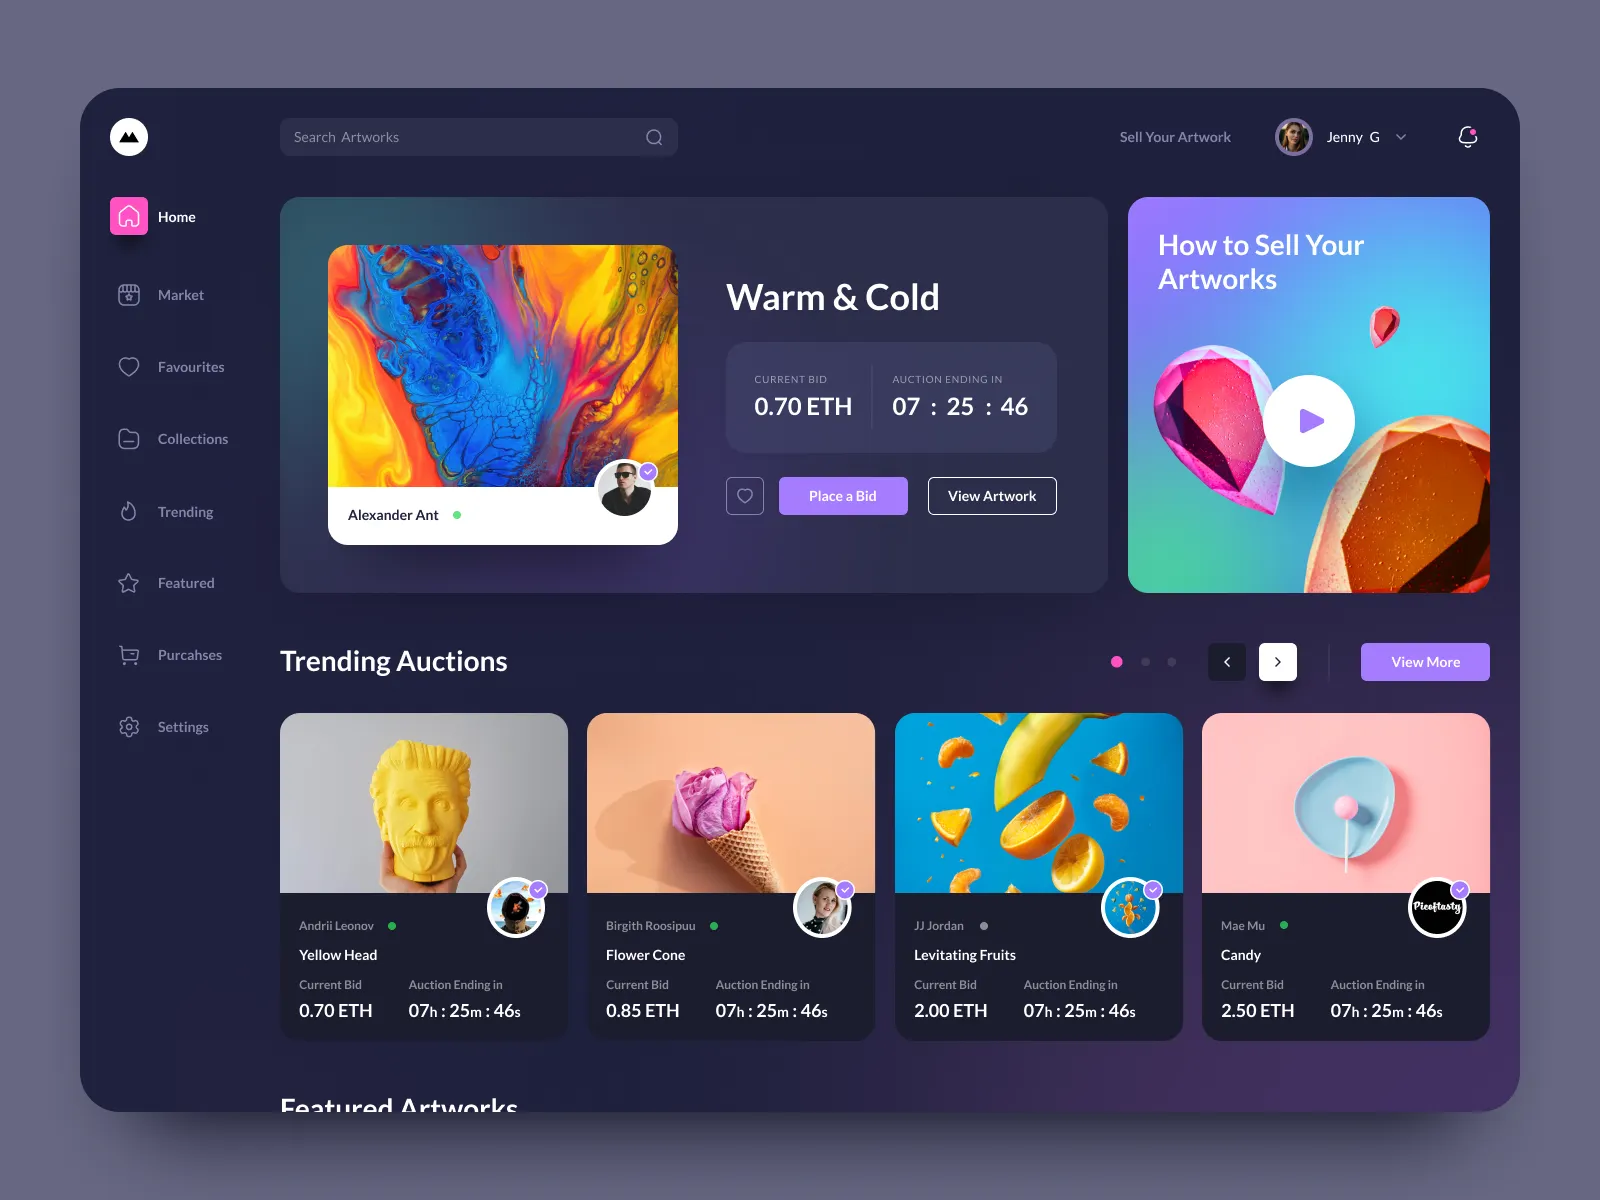 Search Artworks
Sell Your Artwork
Jenny G
Home
Market
Favourites
Collections
Trending
Featured
Purcahses
Settings
Alexander Ant
Warm & Cold
CURRENT BID
AUCTION ENDING IN
0.70 ETH
07 : 25 : 46
Place a Bid
View Artwork
How to Sell Your
Artworks
Trending Auctions
View More
Andrii Leonov
Yellow Head
Current Bid
Auction Ending in
0.70 ETH
07h : 25m : 46s
Birgith Roosipuu
Flower Cone
Current Bid
Auction Ending in
0.85 ETH
07h : 25m : 46s
JJ Jordan
Levitating Fruits
Current Bid
Auction Ending in
2.00 ETH
07h : 25m : 46s
Picoftasty
Mae Mu
Candy
Current Bid
Auction Ending in
2.50 ETH
07h : 25m : 46s
Featured Artworks